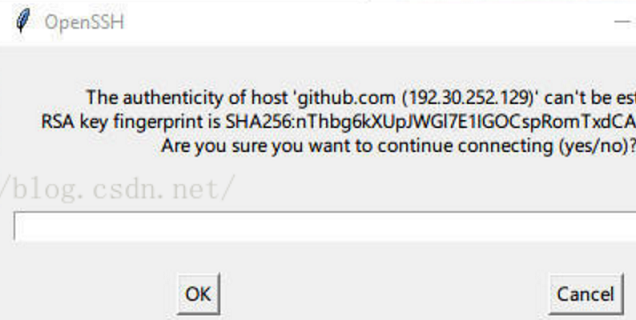 OpenSSH
The authenticity of host 'github.com (192.30.252.129)' can't be est
RSA key fingerprint is SHA256:nThbg6kXUpJWGl7E1IGOCspRomTxdCA
Are you sure you want to continue connecting (yes/no)?
/blog.csdn.net/
OK
Cancel